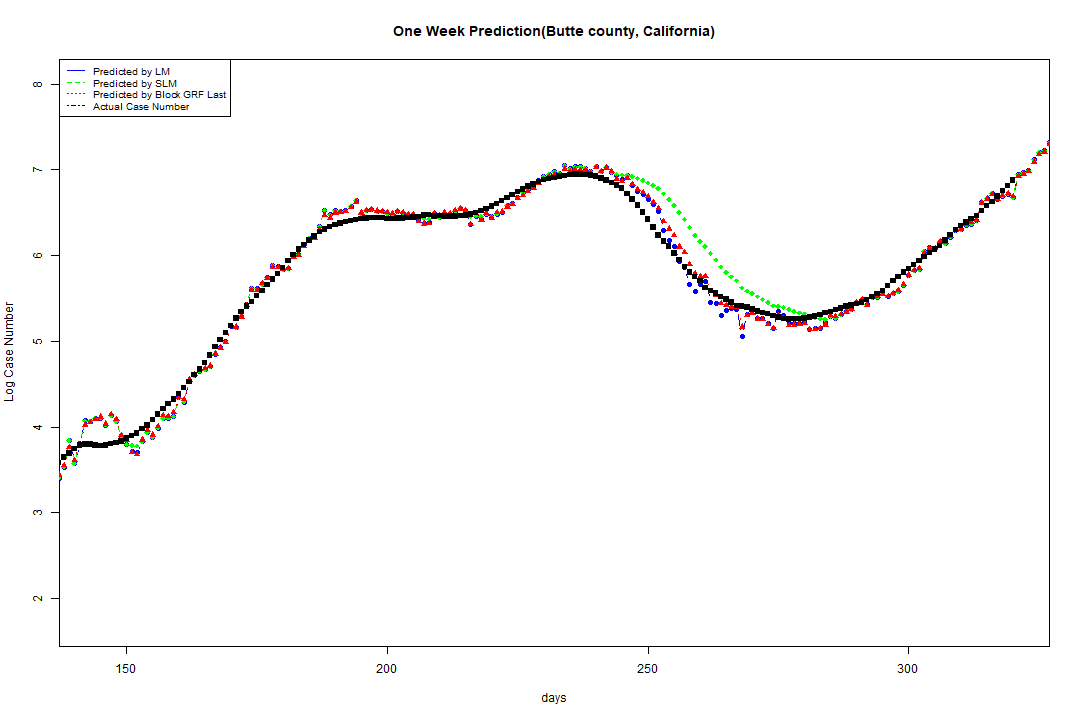 One Week Prediction(Butte county, California)
Predicted by LM
Predicted by SLM
Predicted by Block GRF Last
Actual Case Number
8
7
6
5
4
3
2
Log Case Number
150
200
250
300
days